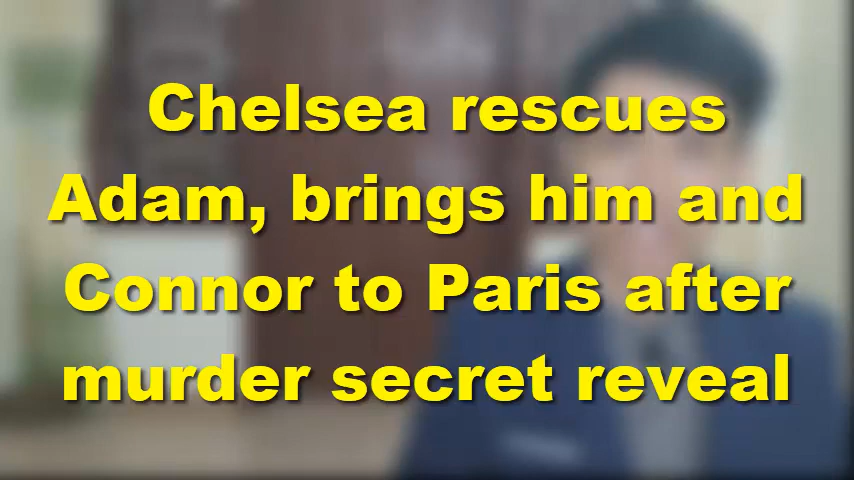 Chelsea rescues
Adam, brings him and
Connor to Paris after
murder secret reveal